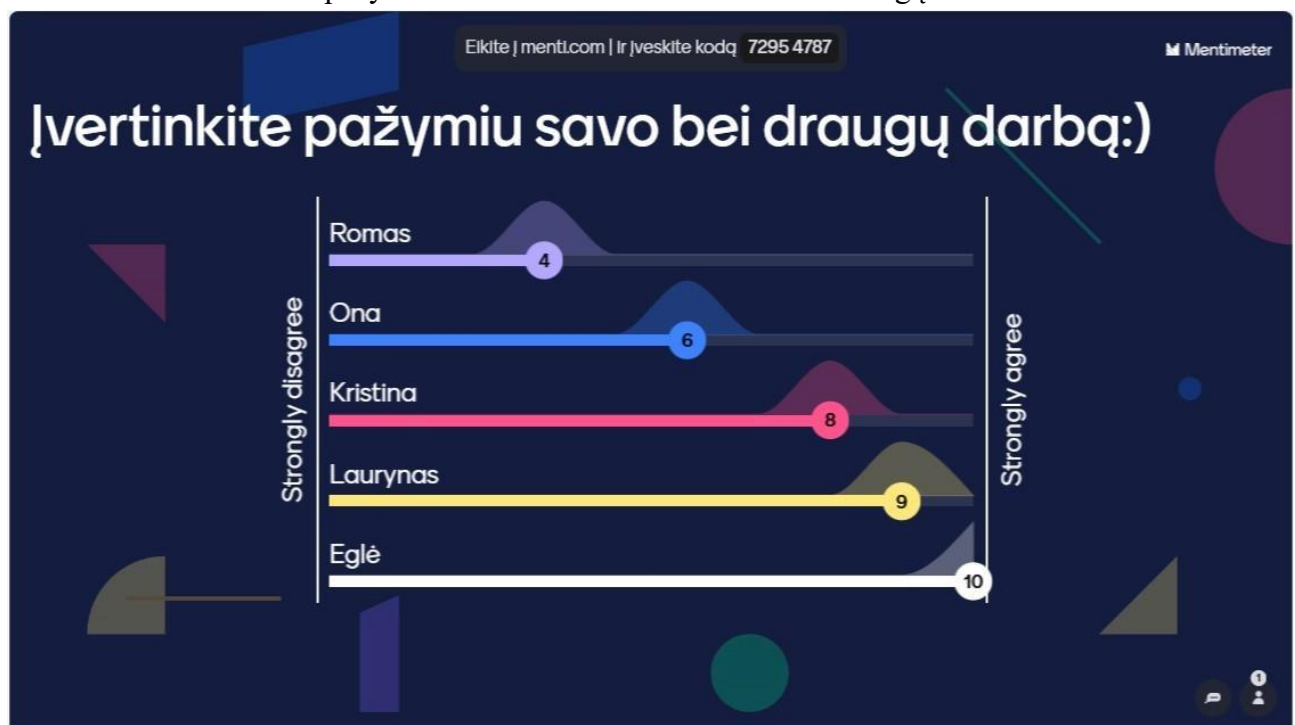 Eikite į menti.com | ir įveskite kodą 7295 4787
Mentimeter
Įvertinkite pažymiu savo bei draugų darbą:)
Strongly disagree
Romas
4
Ona
6
Kristina
8
Laurynas
9
Eglė
10
Strongly agree
1